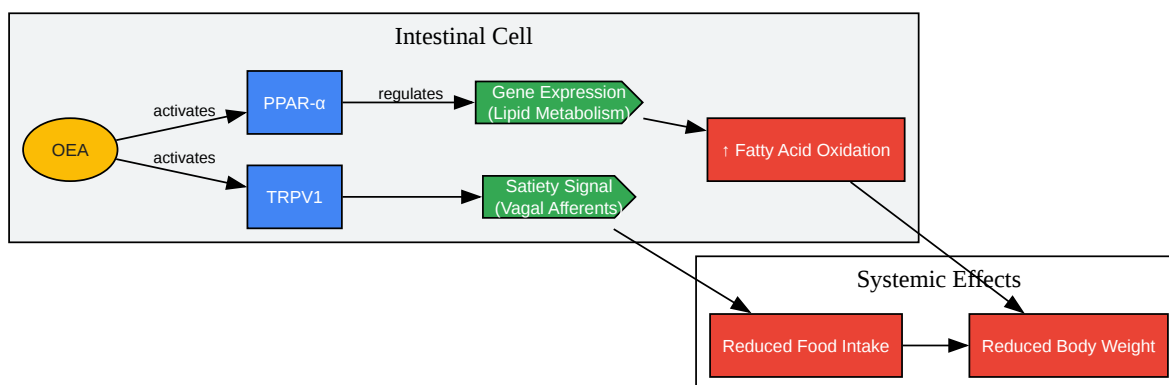 Intestinal Cell
OEA
activates
activates
PPAR-α
TRPV1
regulates
Gene Expression
(Lipid Metabolism)
Satiety Signal
(Vagal Afferents)
↑ Fatty Acid Oxidation
Systemic Effects
Reduced Food Intake
Reduced Body Weight